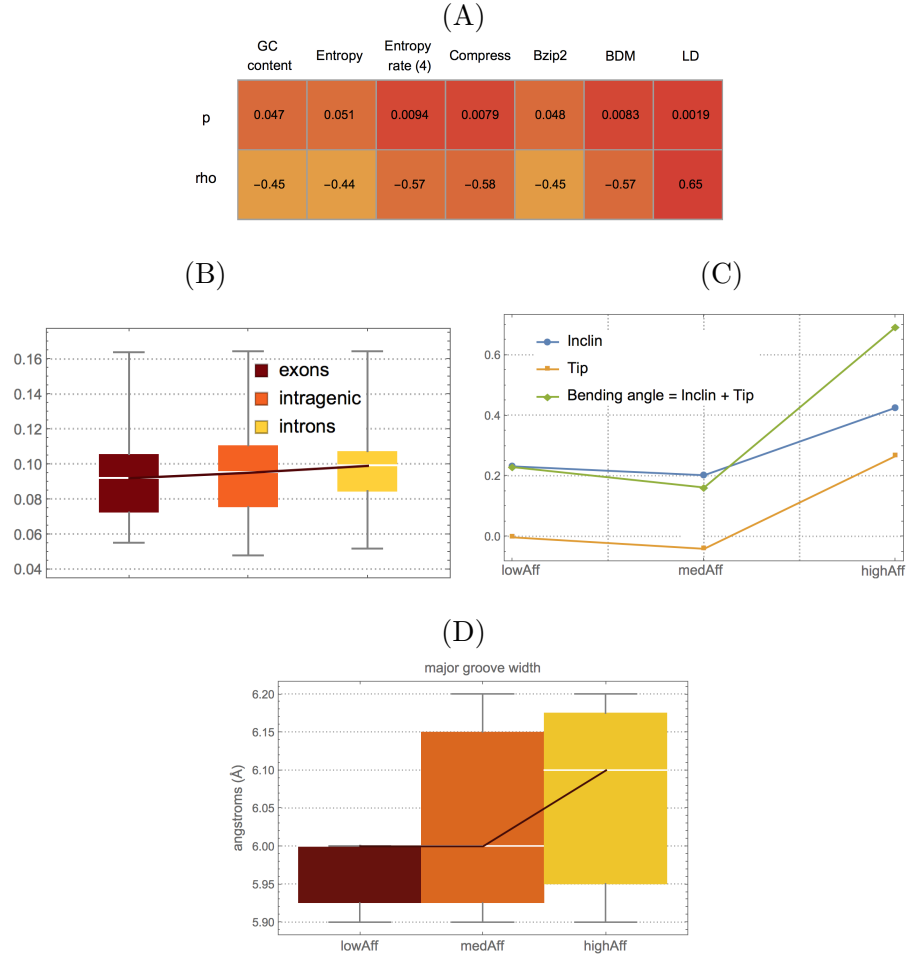 (A)
GC content
Entropy
Entropy rate (4)
Compress
Bzip2
BDM
LD
p
0.047
0.051
0.0094
0.0079
0.048
0.0083
0.0019
rho
−0.45
−0.44
−0.57
−0.58
−0.45
−0.57
0.65
(B)
0.16
0.14
0.12
0.10
0.08
0.06
0.04
exons
intragenic
introns
(C)
0.6
0.4
0.2
0.0
Inclin
Tip
Bending angle = Inclin + Tip
lowAff
medAff
highAff
(D)
major groove width
angstroms (Å)
6.20
6.15
6.10
6.05
6.00
5.95
5.90
lowAff
medAff
highAff